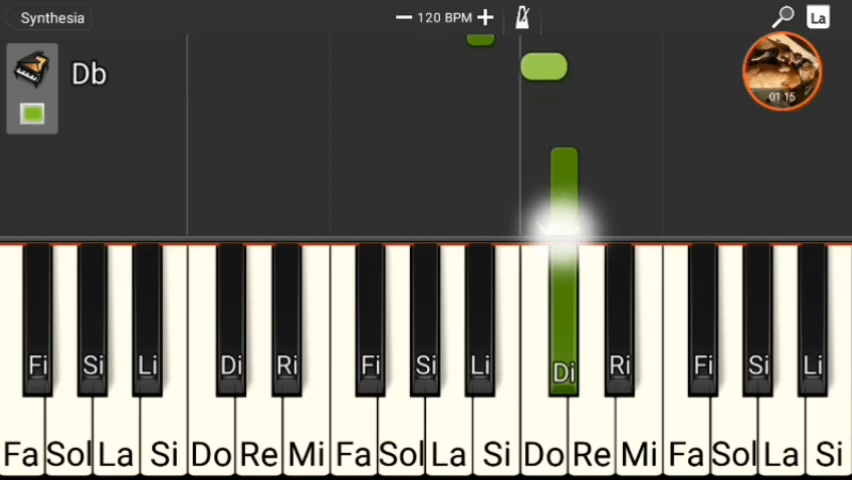 Synthesia
120 BPM
La
Db
01 15
Fi Si Li Di Ri Fi Si Li Di Ri Fi Si Li
Fa Sol La Si Do Re Mi Fa Sol La Si Do Re Mi Fa Sol La Si